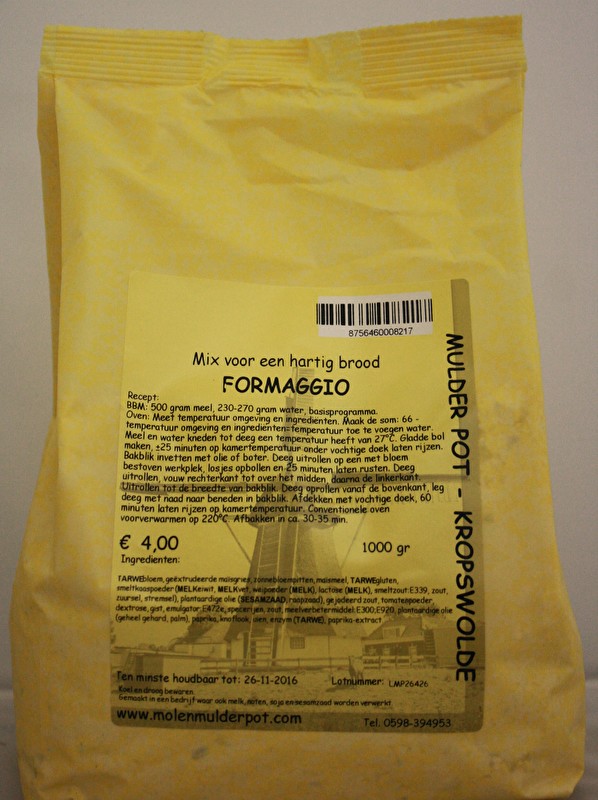 8756460008217
Mix voor een hartig brood
FORMAGGIO
Recept:
BBM: 500 gram meel, 230-270 gram water, basisprogramma.
Oven: Meet temperatuur omgeving en ingredienten. Maak de som: 66 -
temperatuur omgeving en ingredienten=temperatuur toe te voegen water.
Meel en water kneden tot deeg een temperatuur heeft van 27°C. Gladde bol
maken, ±25 minuten op kamertemperatuur onder vochtige doek laten rijzen.
Bakblik invetten met olie of boter. Deeg uitrollen op een met bloem
bestoven werkplek, losjes opbollen en 25 minuten laten rusten. Deeg
uitrollen, vouw rechterkant tot over het midden, daarna de linkerkant.
Uitrollen tot de breedte van bakblik. Deeg oprollen vanaf de bovenkant, leg
deeg met naad naar beneden in bakblik. Afdekken met vochtige doek, 60
minuten laten rijzen op kamertemperatuur. Conventionele oven
voorverwarmen op 220°C. Afbakken in ca. 30-35 min.
€ 4,00
1000 gr
Ingredienten:
TARWEbloem, geëxtrudeerde maisgries, zonnebloempitten, maismeel, TARWEgluten,
smeltkaaspoeder (MELKeiwit, MELKvet, weipoeder (MELK), lactose (MELK), smeltzout:E339, zout,
zuursel, stremsel), plantaardige olie (SESAMZAAD, raapzaad), gejodeerd zout, tomatenpoeder,
dextrose, gist, emulgator:E472e, specerijen, zout, meelverbetermiddel:E300;E920, plantaardige olie
(geheel gehard, palm), paprika, knoflook, uien, enzym (TARWE), paprika-extract
Ten minste houdbaar tot: 26-11-2016
Lotnummer: LMP26426
Koel en droog bewaren.
Gemaakt in een bedrijf waar ook melk, noten, soja en sesamzaad worden verwerkt
www.molenmulderpot.com
Tel. 0598-394953
MULDER POT - KROPSWOLDE